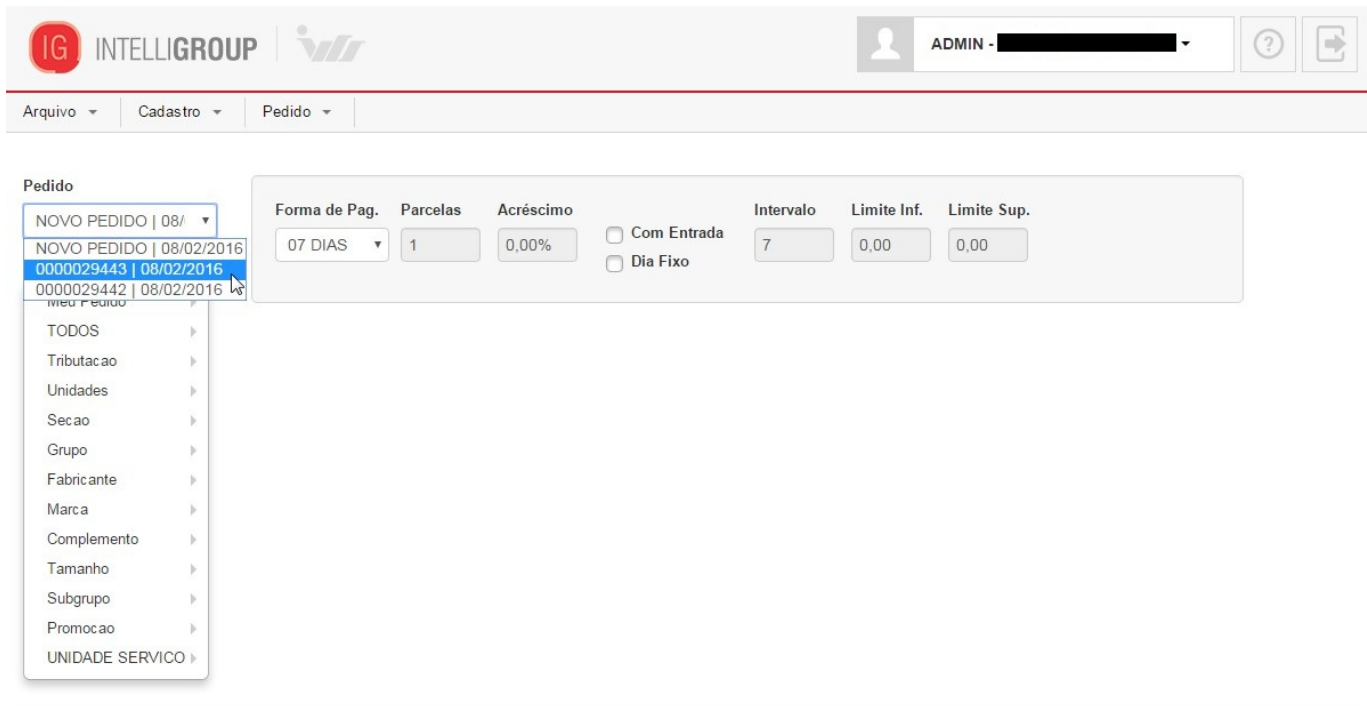 IG INTELLIGROUP
ADMIN -
?
Arquivo
Cadastro
Pedido
Pedido
NOVO PEDIDO | 08/
NOVO PEDIDO | 08/02/2016
0000029443 | 08/02/2016
0000029442 | 08/02/2016
Meu Pedido
TODOS
Tributacao
Unidades
Secao
Grupo
Fabricante
Marca
Complemento
Tamanho
Subgrupo
Promocao
UNIDADE SERVICO
Forma de Pag. Parcelas Acréscimo Intervalo Limite Inf. Limite Sup.
07 DIAS 1 0,00% 7 0,00 0,00
Com Entrada
Dia Fixo